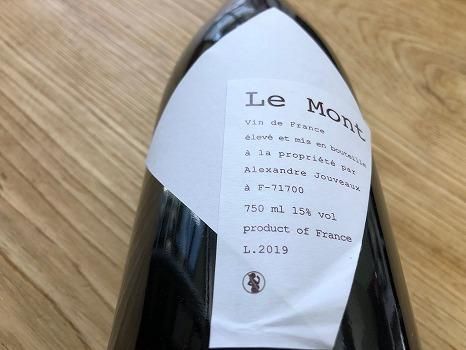 Le Mont
Vin de France
élevé et mis en bouteille
à la propriété par
Alexandre Jouveaux
à F-71700
750 ml 15% vol
product of France
L.2019